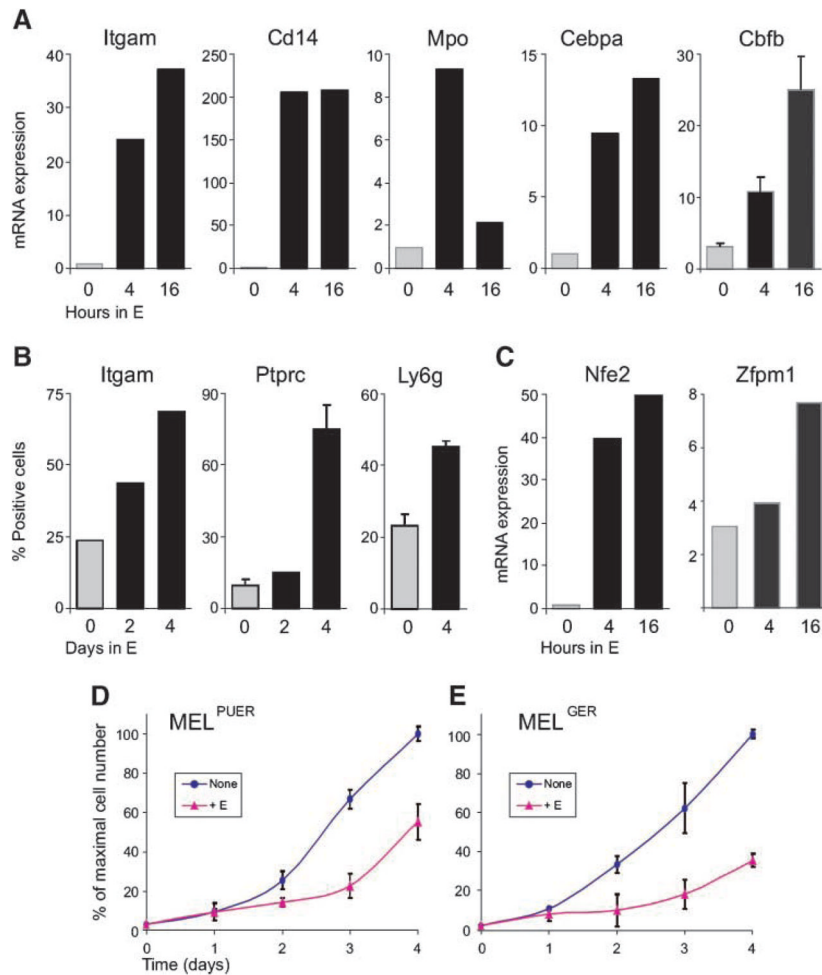 A
Itgam Cd14 Mpo Cebpa Cbfb
mRNA expression
40 30 20 10 0
250 200 150 100 50 0
10 8 6 4 2 0
15 10 5 0
30 20 10 0
0 4 16 0 4 16 0 4 16 0 4 16 0 4 16
Hours in E
B
Itgam Ptprc Ly6g
% Positive cells
75 50 25 0
90 60 30 0
60 40 20 0
0 2 4 0 2 4 0 4
Days in E
C
Nfe2 Zfpm1
mRNA expression
50 40 30 20 10 0
8 6 4 2
0 4 16 0 4 16
Hours in E
D
MEL PUER
% of maximal cell number
100 80 60 40 20 0
None
+ E
0 1 2 3 4
Time (days)
E
MEL GER
100 80 60 40 20 0
None
+ E
0 1 2 3 4